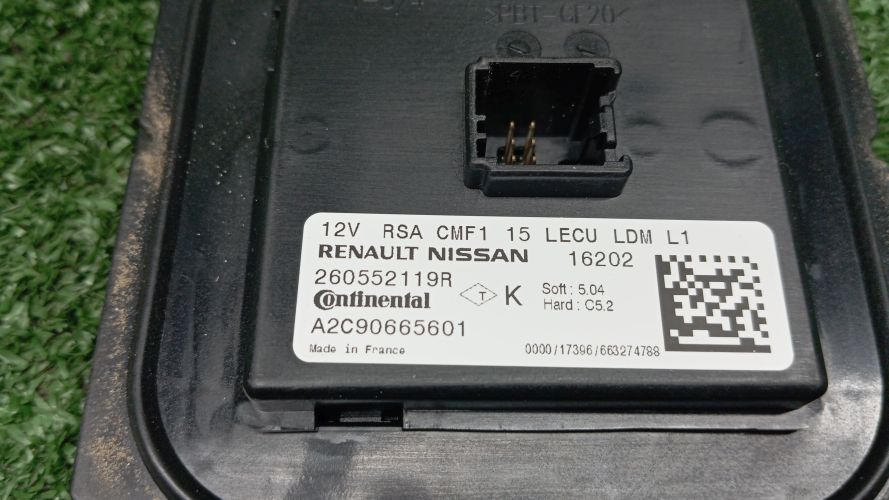 >PBT-GF20<
12V RSA CMF1 15 LECU LDM L1
RENAULT NISSAN 16202
260552119R
Continental T K Soft : 5.04
Hard : C5.2
A2C90665601
Made in France 0000/17396/663274788